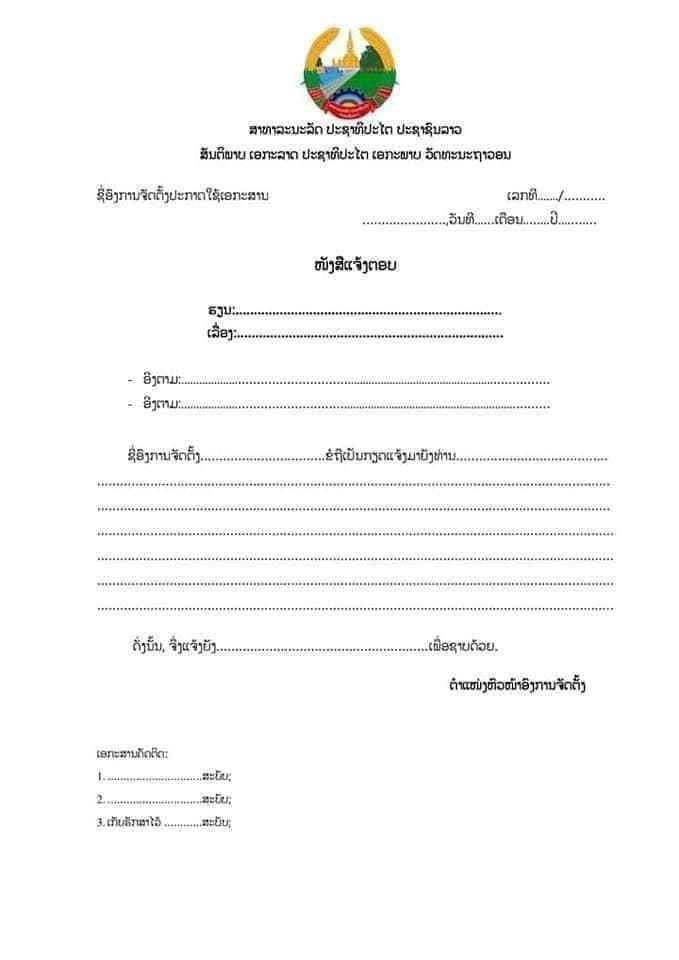 ສາທາລະນະລັດ ປະຊາທິປະໄຕ ປະຊາຊົນລາວ
ສັນຕິພາບ ເອກະລາດ ປະຊາທິປະໄຕ ເອກະພາບ ວັດທະນະຖາວອນ
ຊື່ອົງການຈັດຕັ້ງປະກາດໃຊ້ເອກະສານ ເລກທີ......./...........
......................,ວັນທີ......ເດືອນ........ປີ..........
ໜັງສືແຈ້ງຕອບ
ຮຽນ:......................................................................
ເລື່ອງ:......................................................................
- ອີງຕາມ:......................................................................
- ອີງຕາມ:......................................................................
ຊື່ອົງການຈັດຕັ້ງ................................ຂໍຖືເປັນກຽດແຈ້ງມາຍັງທ່ານ.......................................
......................................................................
......................................................................
......................................................................
......................................................................
......................................................................
......................................................................
ດັ່ງນັ້ນ, ຈຶ່ງແຈ້ງຍັງ.......................................................ເພື່ອຊາບດ້ວຍ.
ຕຳແໜ່ງຫົວໜ້າອົງການຈັດຕັ້ງ
ເອກະສານຄັດຕິດ:
1. ............................ສະບັບ;
2. ............................ສະບັບ;
3. ເກັບຮັກສາໄວ້ ............ສະບັບ;